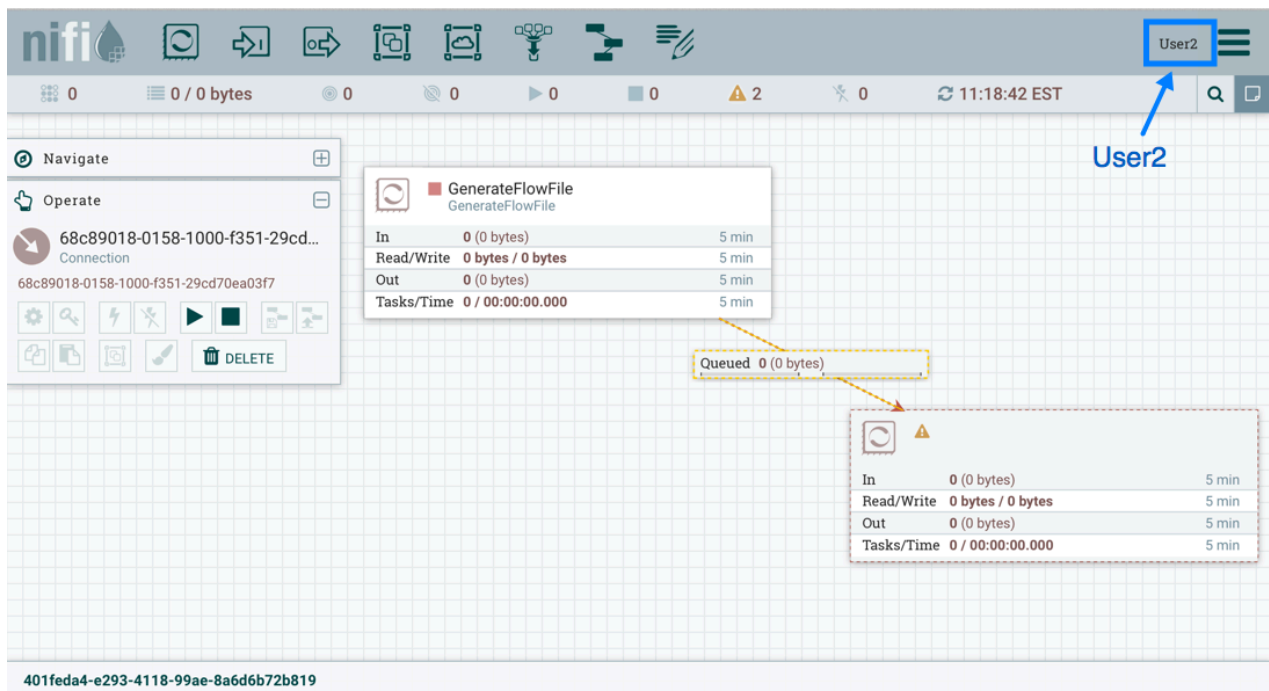 nifi User2
0 0 / 0 bytes 0 0 0 0 2 0 11:18:42 EST
User2
Navigate
Operate
68c89018-0158-1000-f351-29cd...
Connection
68c89018-0158-1000-f351-29cd70ea03f7
DELETE
GenerateFlowFile
GenerateFlowFile
In 0 (0 bytes) 5 min
Read/Write 0 bytes / 0 bytes 5 min
Out 0 (0 bytes) 5 min
Tasks/Time 0 / 00:00:00.000 5 min
Queued 0 (0 bytes)
In 0 (0 bytes) 5 min
Read/Write 0 bytes / 0 bytes 5 min
Out 0 (0 bytes) 5 min
Tasks/Time 0 / 00:00:00.000 5 min
401feda4-e293-4118-99ae-8a6d6b72b819